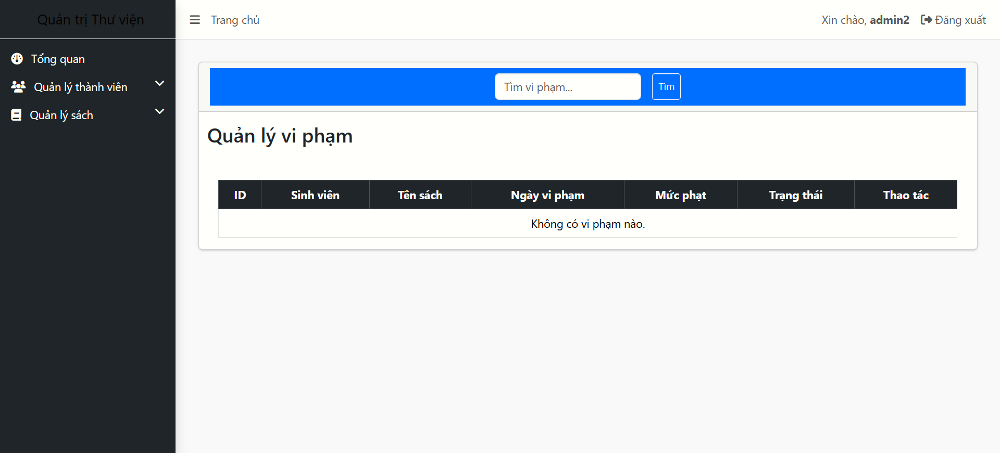 Quản trị Thư viện
Trang chủ
Xin chào, admin2
Đăng xuất
Tổng quan
Quản lý thành viên
Quản lý sách
Tìm vi phạm...
Tìm
Quản lý vi phạm
ID Sinh viên Tên sách Ngày vi phạm Mức phạt Trạng thái Thao tác
Không có vi phạm nào.